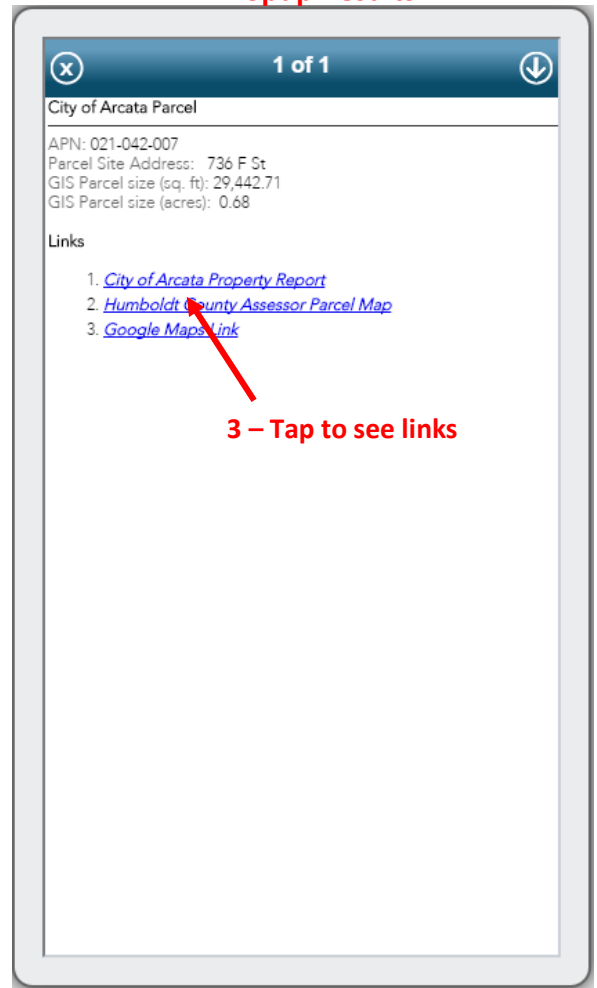 1 of 1
City of Arcata Parcel
APN: 021-042-007
Parcel Site Address: 736 F St
GIS Parcel size (sq. ft): 29,442.71
GIS Parcel size (acres): 0.68
Links
1. City of Arcata Property Report
2. Humboldt County Assessor Parcel Map
3. Google Maps Link
3 – Tap to see links